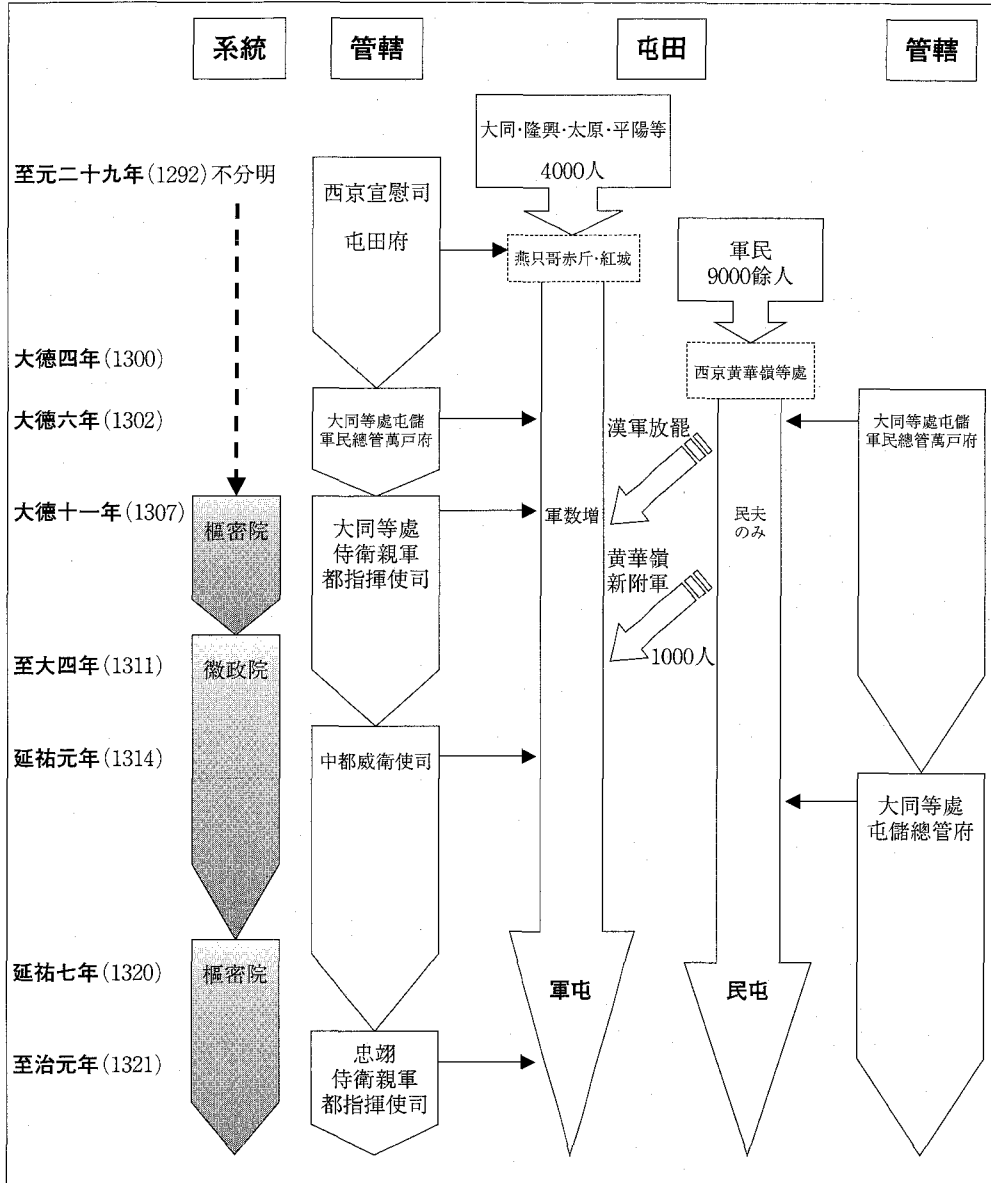 系統
管轄
屯田
管轄
大同・隆興・太原・平陽等
4000人
至元二十九年(1292)不分明
西京宣慰司
屯田府
燕只哥赤斤・紅城
軍民
9000餘人
大德四年(1300)
西京黄華嶺等處
大德六年(1302)
大同等處屯儲
軍民總管萬戸府
漢軍放罷
大同等處屯儲
軍民總管萬戸府
大德十一年(1307)
樞密院
大同等處
侍衛親軍
都指揮使司
軍数増
民夫
のみ
黄華嶺
新附軍
1000人
至大四年(1311)
徽政院
延祐元年(1314)
中都威衛使司
大同等處
屯儲總管府
延祐七年(1320)
樞密院
軍屯
民屯
至治元年(1321)
忠翊
侍衛親軍
都指揮使司